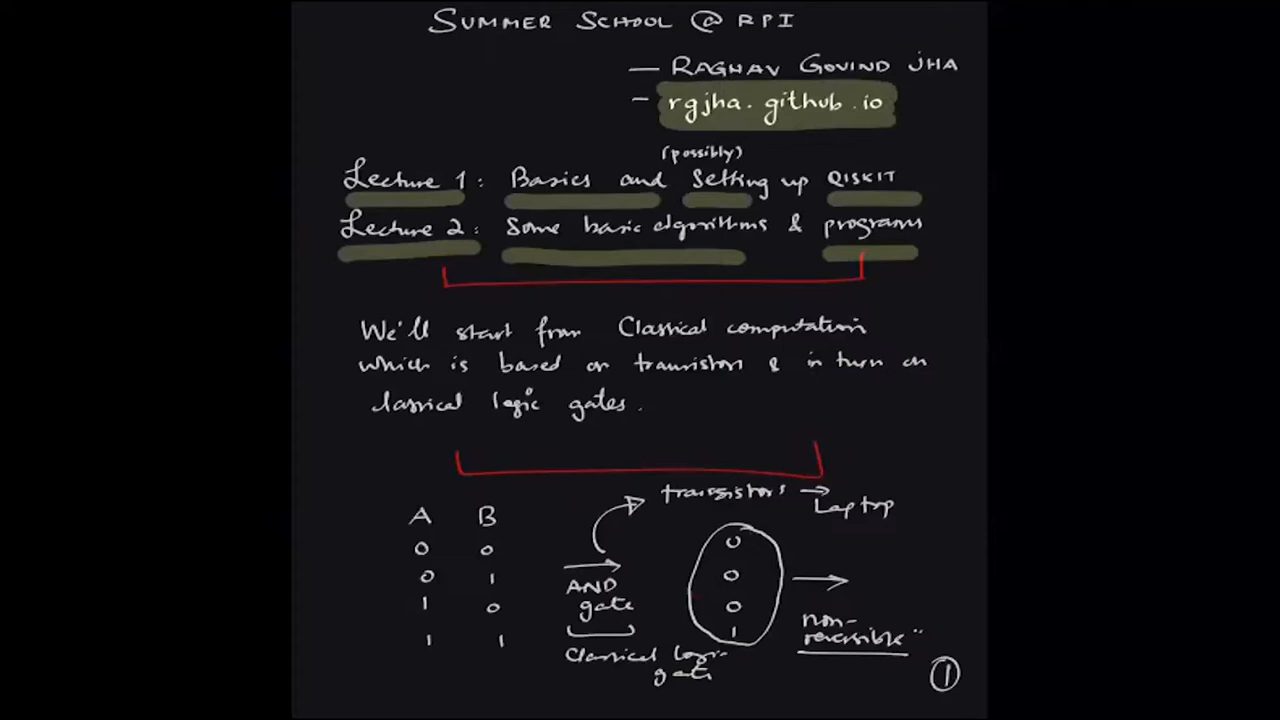 SUMMER SCHOOL @ RPI
— RAGHAV GOVIND JHA
- rgjha.github.io
(possibly)
Lecture 1: Basics and Setting up QISKIT
Lecture 2: Some basic algorithms & programs
We'll start from Classical computation
which is based on transistors & in turn on
classical logic gates.
transistors → Laptop
A B
0 0 0
0 1 0
1 0 0
1 1 1
AND gate
Classical logic gate
non-reversible"
1